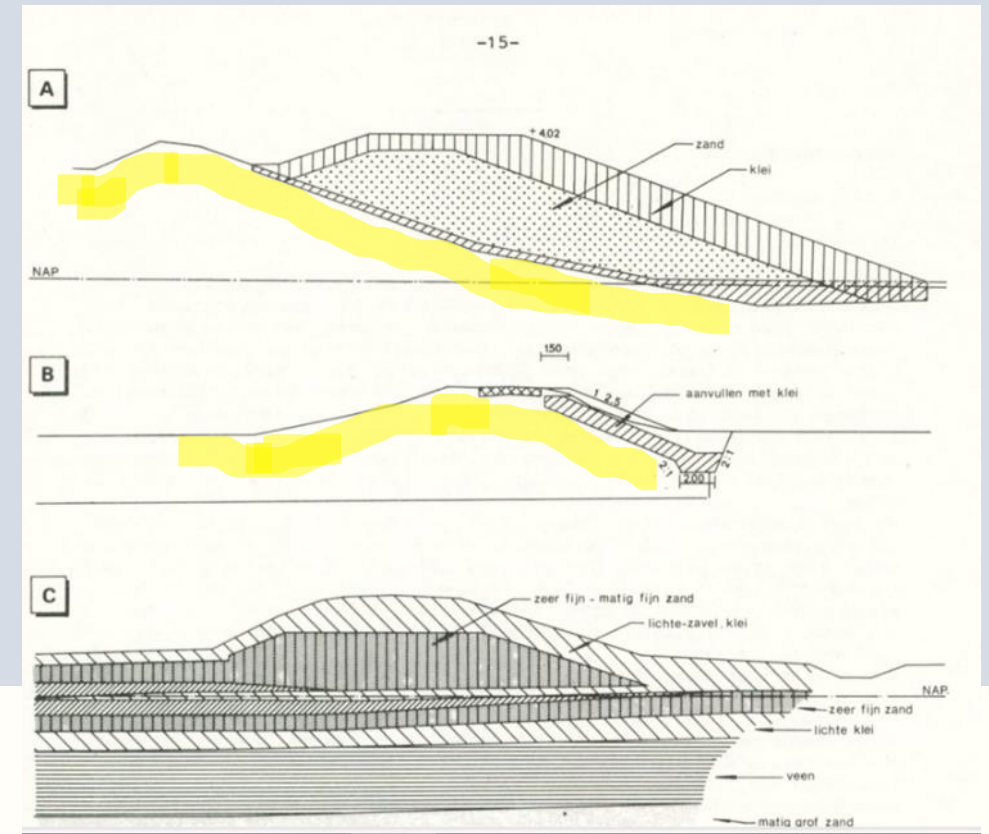 -15-
A
+ 4.02
zand
klei
NAP
B
150
1:2.5
aanvullen met klei
2:1
2:1
200
C
zeer fijn - matig fijn zand
lichte-zavel. klei
NAP.
zeer fijn zand
lichte klei
veen
matig grof zand